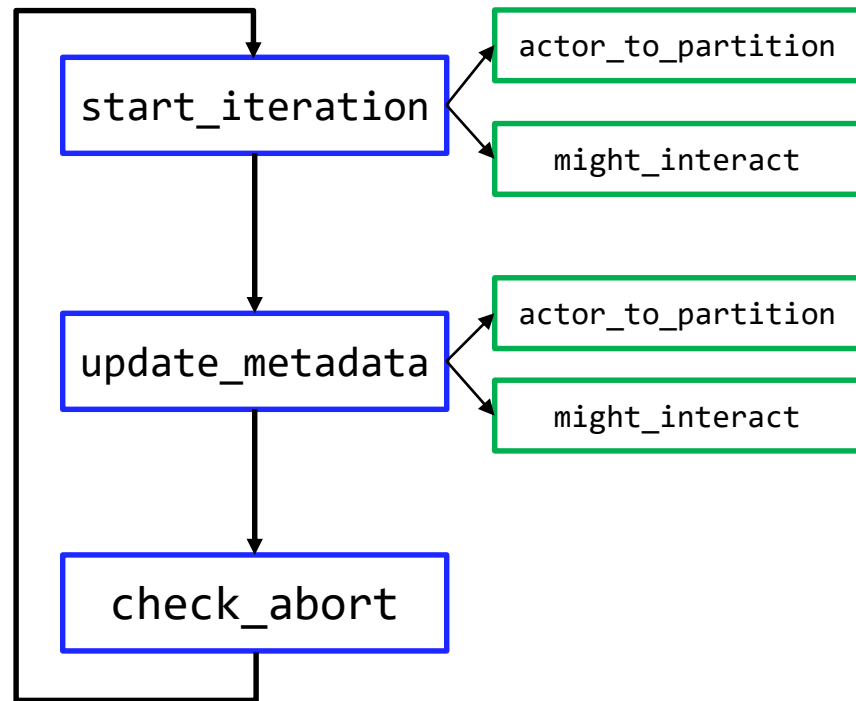 actor_to_partition
start_iteration
might_interact
actor_to_partition
update_metadata
might_interact
check_abort